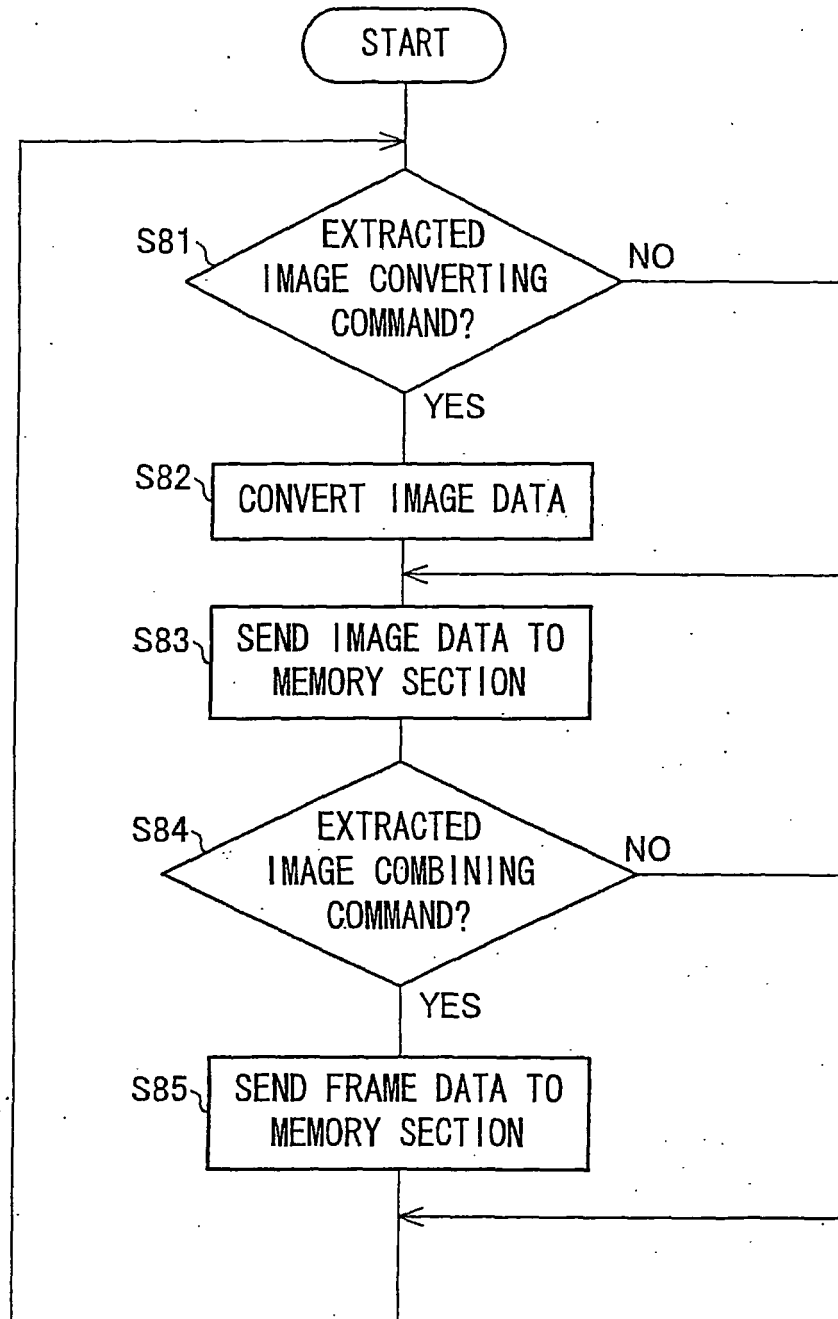 START
S81
EXTRACTED
IMAGE CONVERTING
COMMAND?
NO
YES
S82
CONVERT IMAGE DATA
S83
SEND IMAGE DATA TO
MEMORY SECTION
S84
EXTRACTED
IMAGE COMBINING
COMMAND?
NO
YES
S85
SEND FRAME DATA TO
MEMORY SECTION